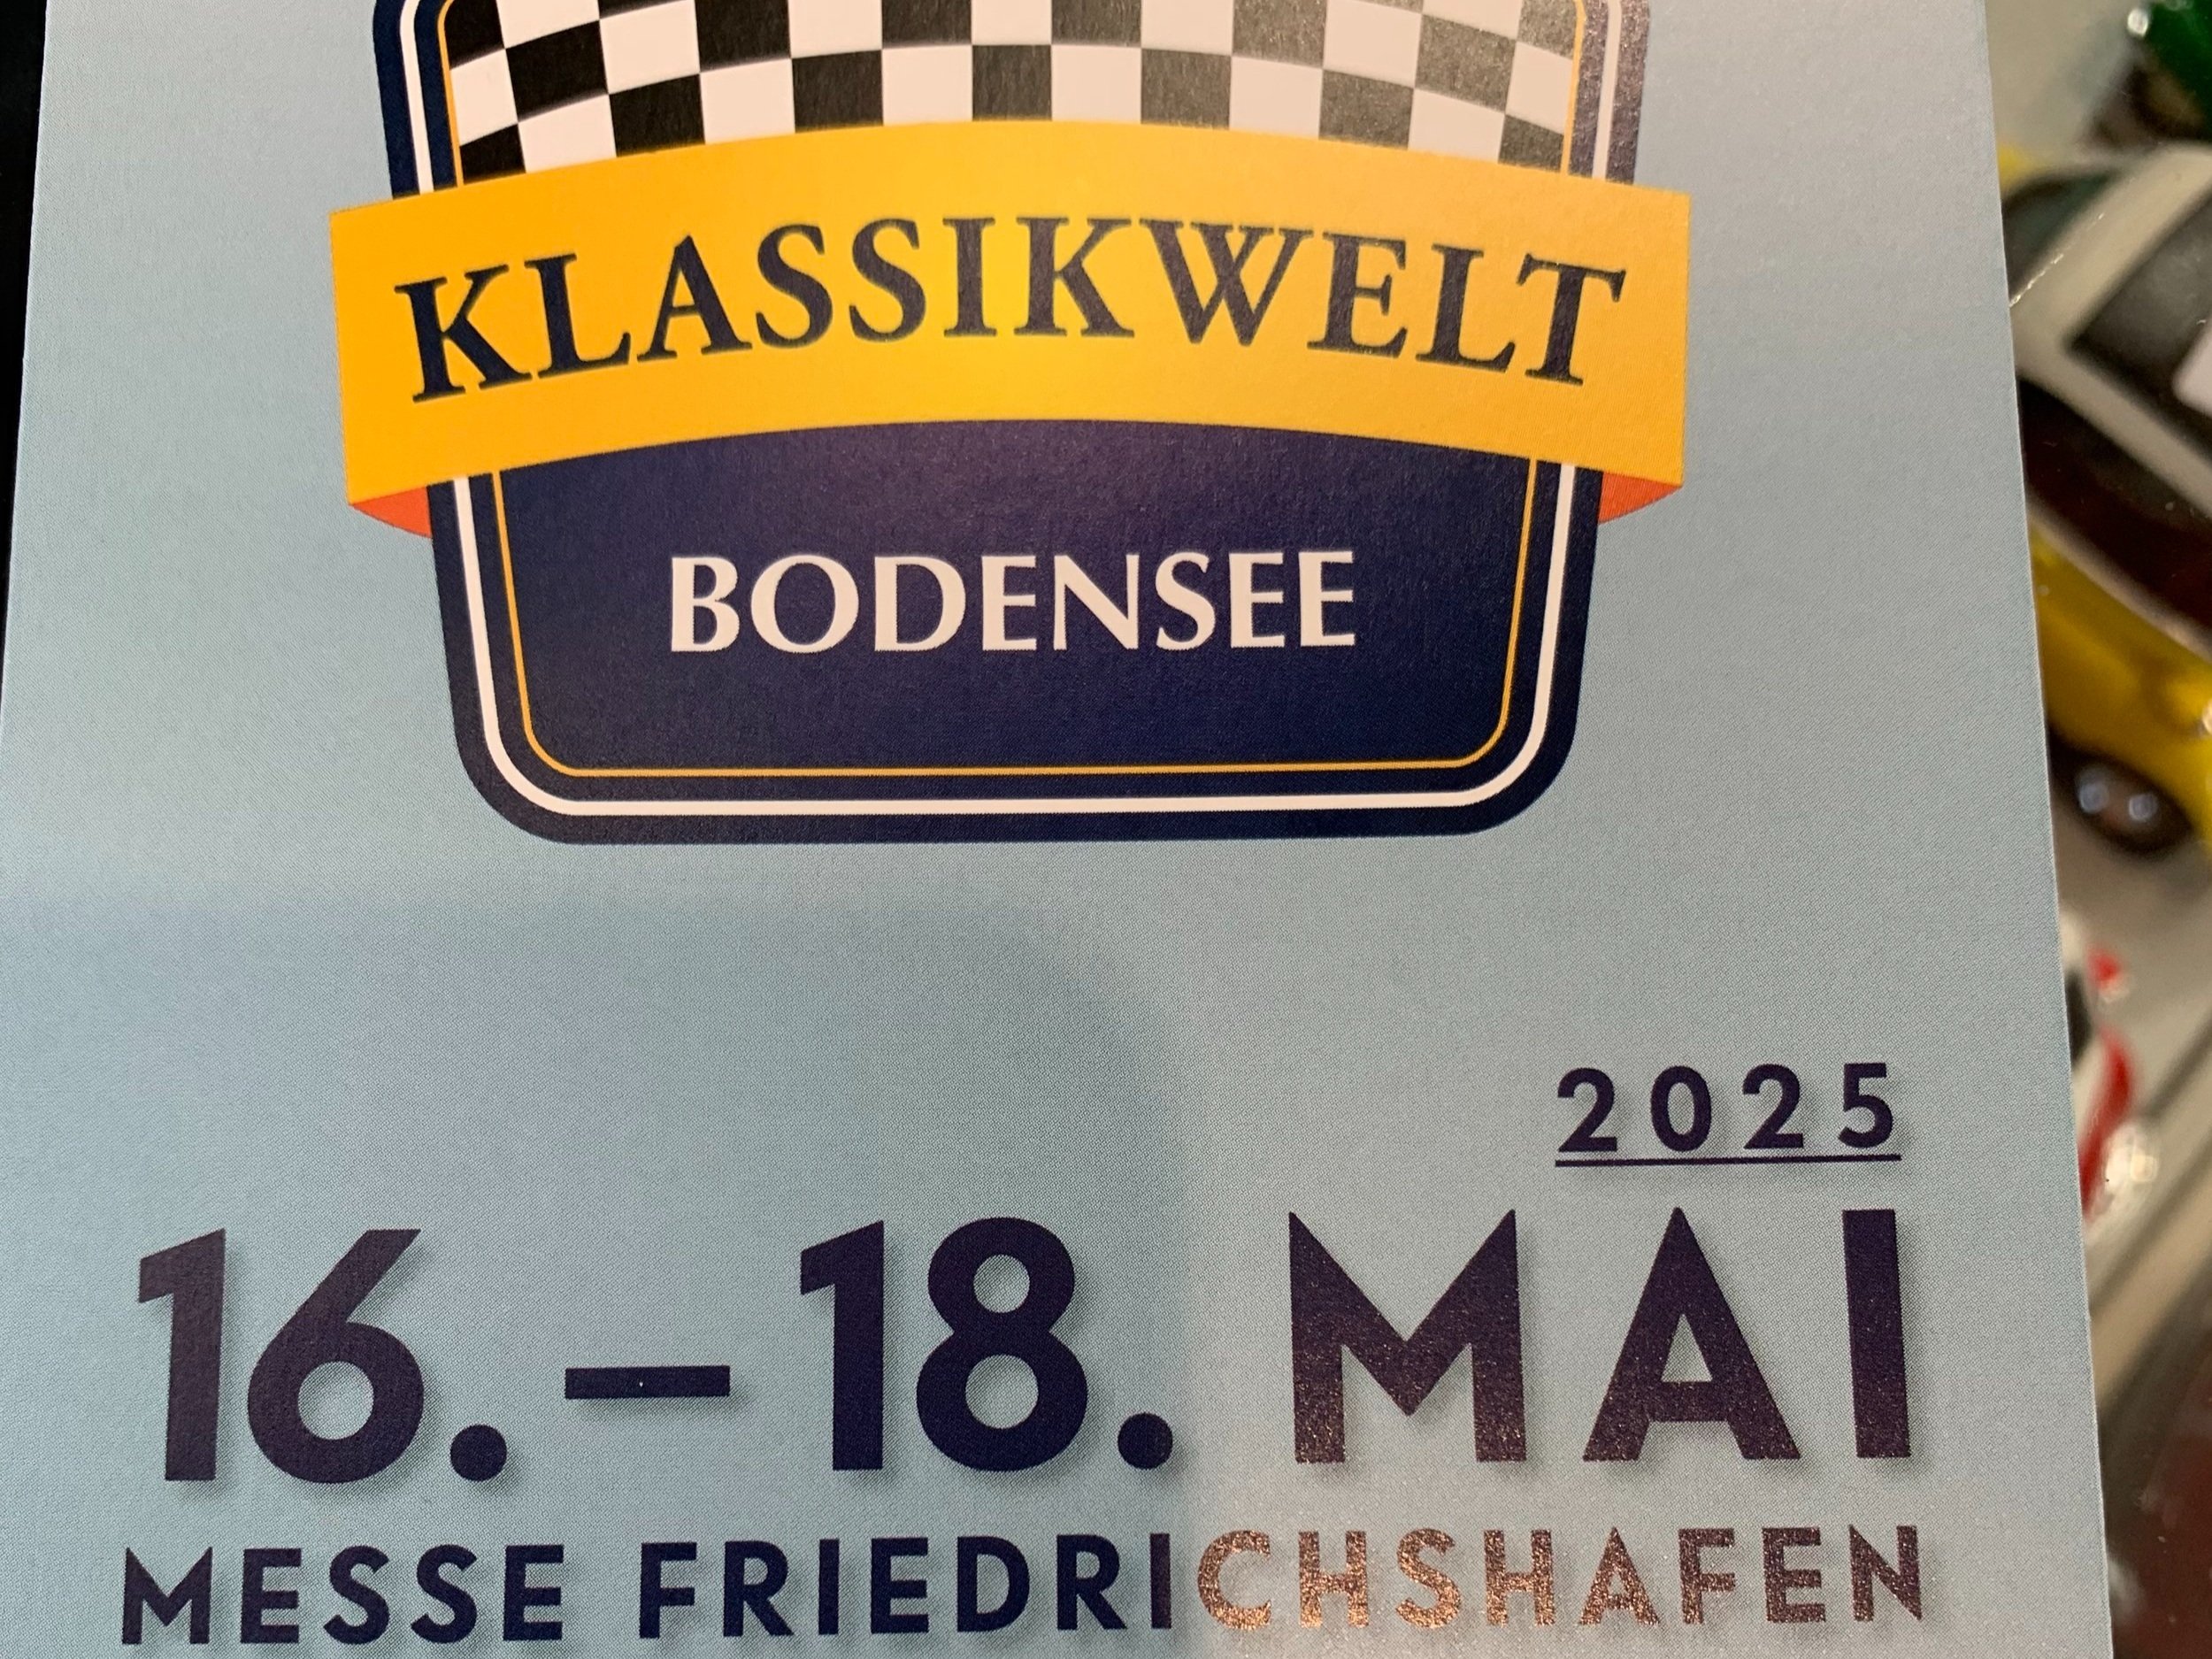 KLASSIKWELT
BODENSEE
2025
16.–18. MAI
MESSE FRIEDRICHSHAFEN